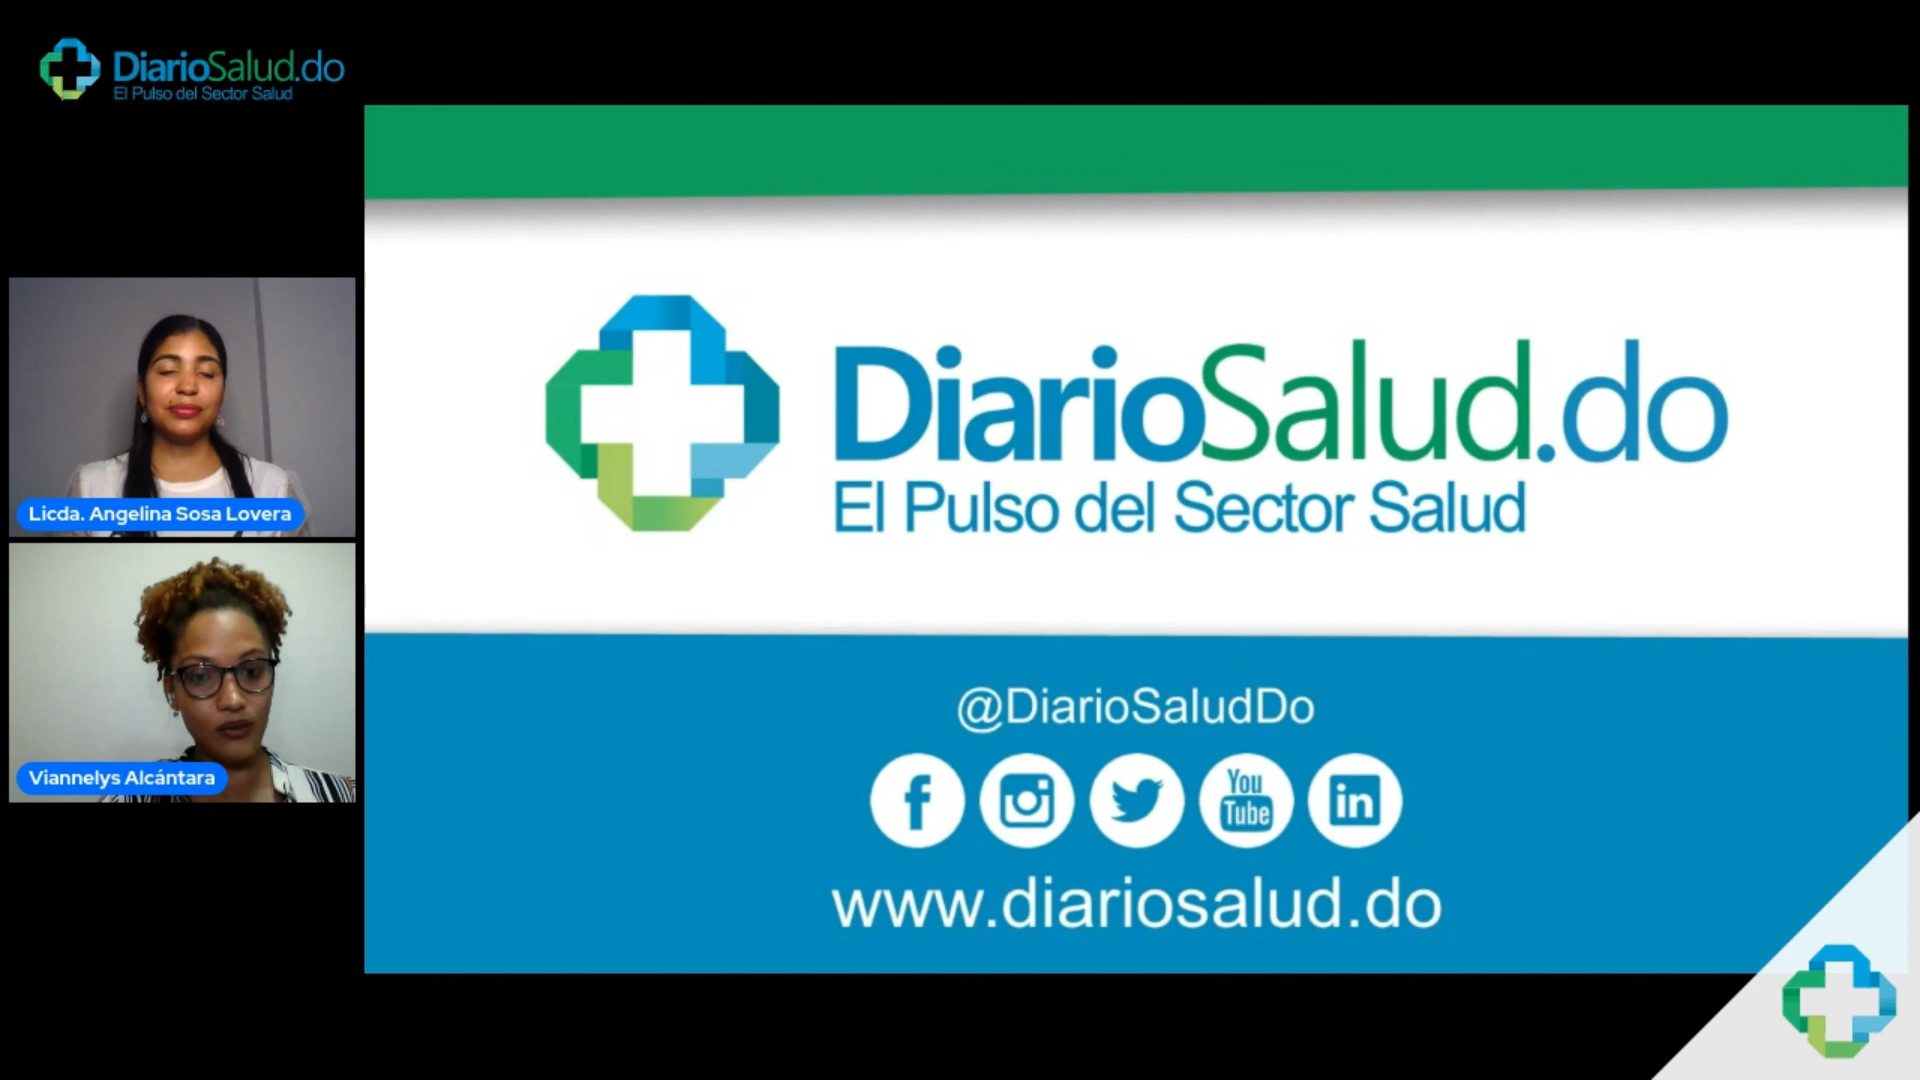 DiarioSalud.do
El Pulso del Sector Salud
Licda. Angelina Sosa Lovera
Viannelys Alcántara
DiarioSalud.do
El Pulso del Sector Salud
@DiarioSaludDo
f
You
Tube
in
www.diariosalud.do